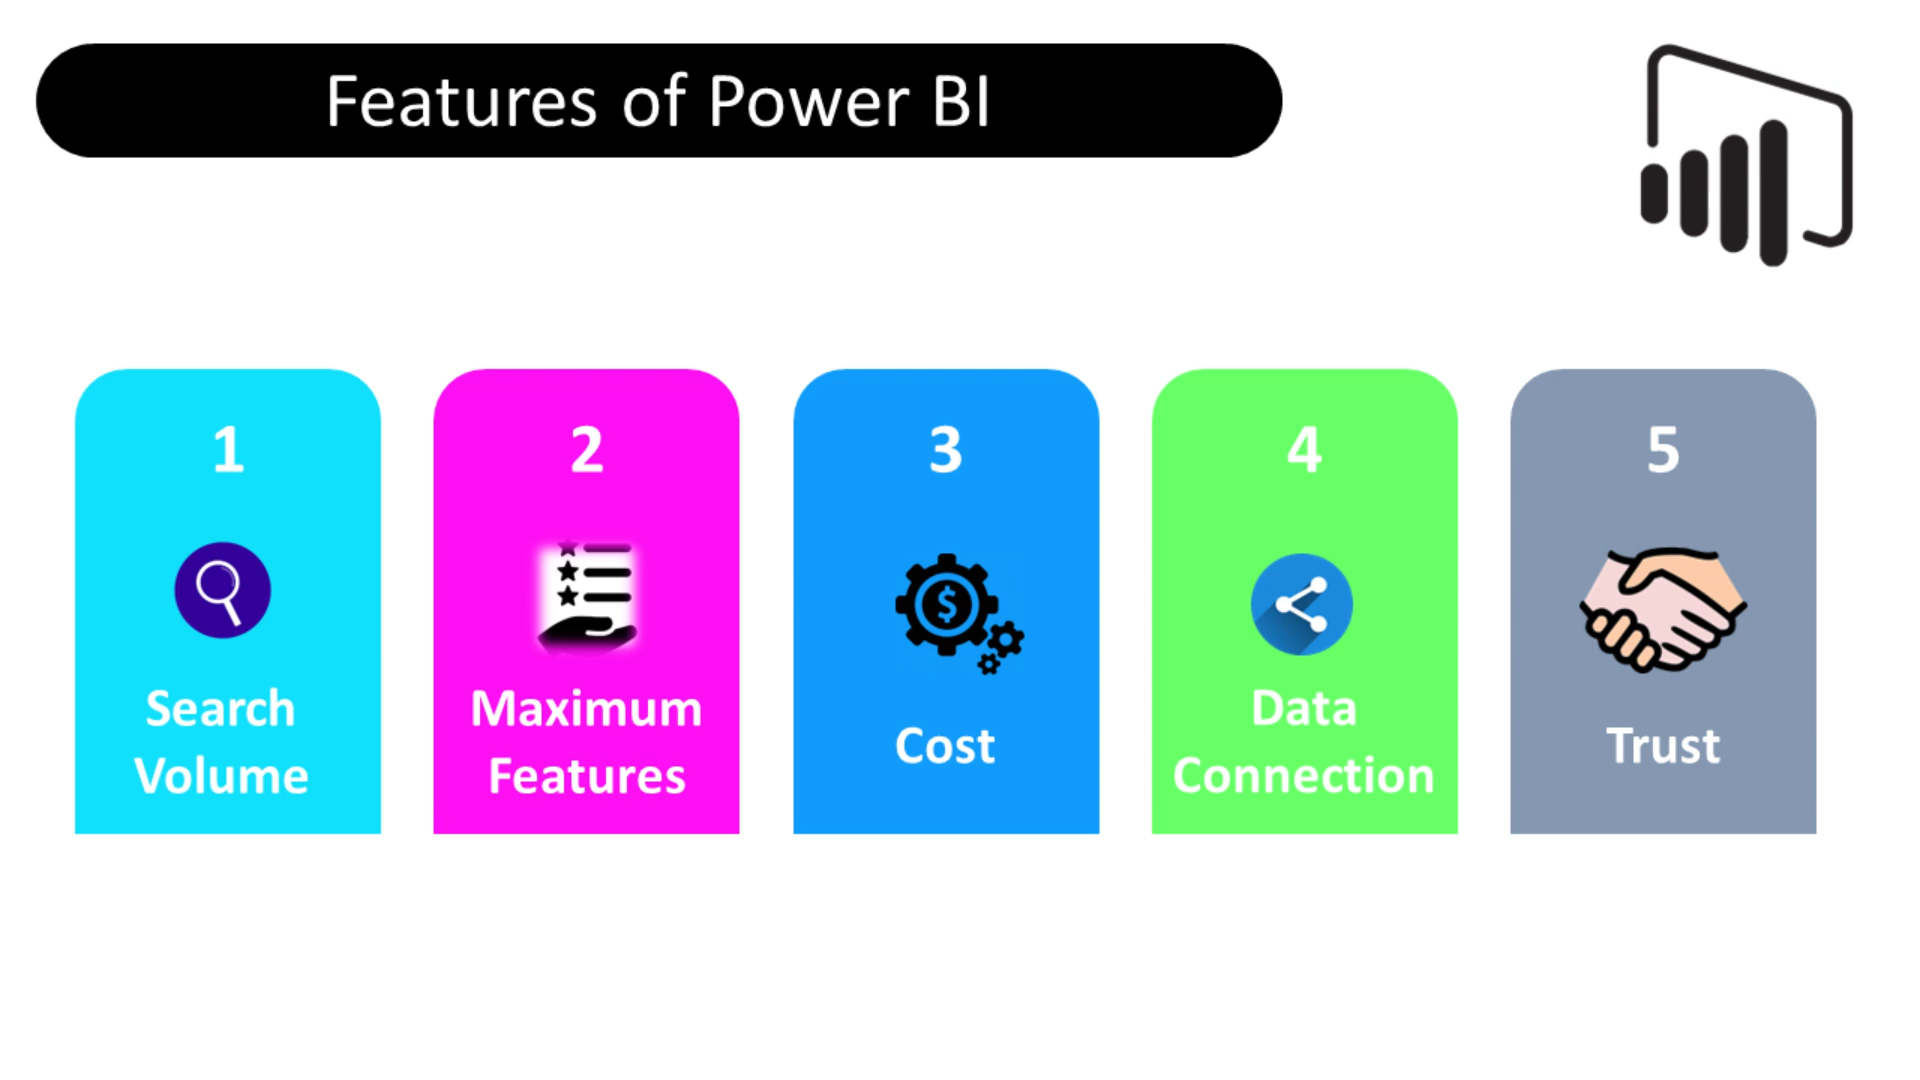 Features of Power BI
1
Search
Volume
2
Maximum
Features
3
$
Cost
4
Data
Connection
5
Trust